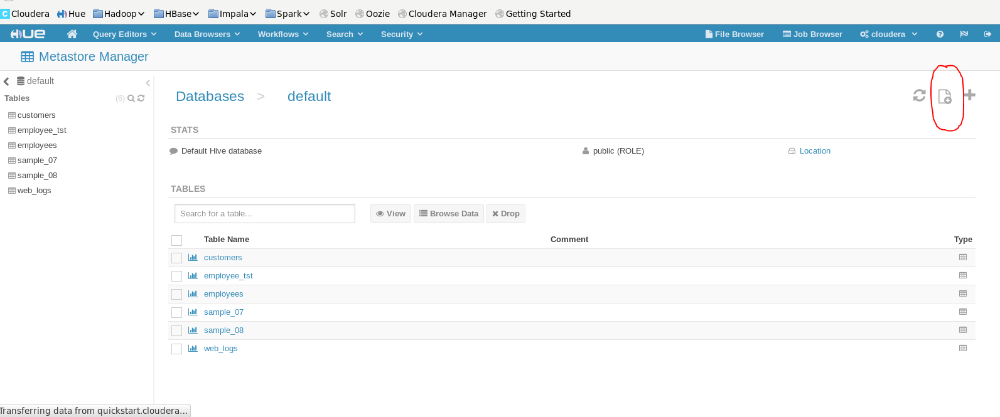 Cloudera Hue Hadoop HBase Impala Spark Solr Oozie Cloudera Manager Getting Started
HUE Query Editors Data Browsers Workflows Search Security File Browser Job Browser cloudera
Metastore Manager
default
Tables (6)
customers
employee_tst
employees
sample_07
sample_08
web_logs
Databases > default
STATS
Default Hive database public (ROLE) Location
TABLES
Search for a table... View Browse Data Drop
Table Name Comment Type
customers
employee_tst
employees
sample_07
sample_08
web_logs
Transferring data from quickstart.cloudera...